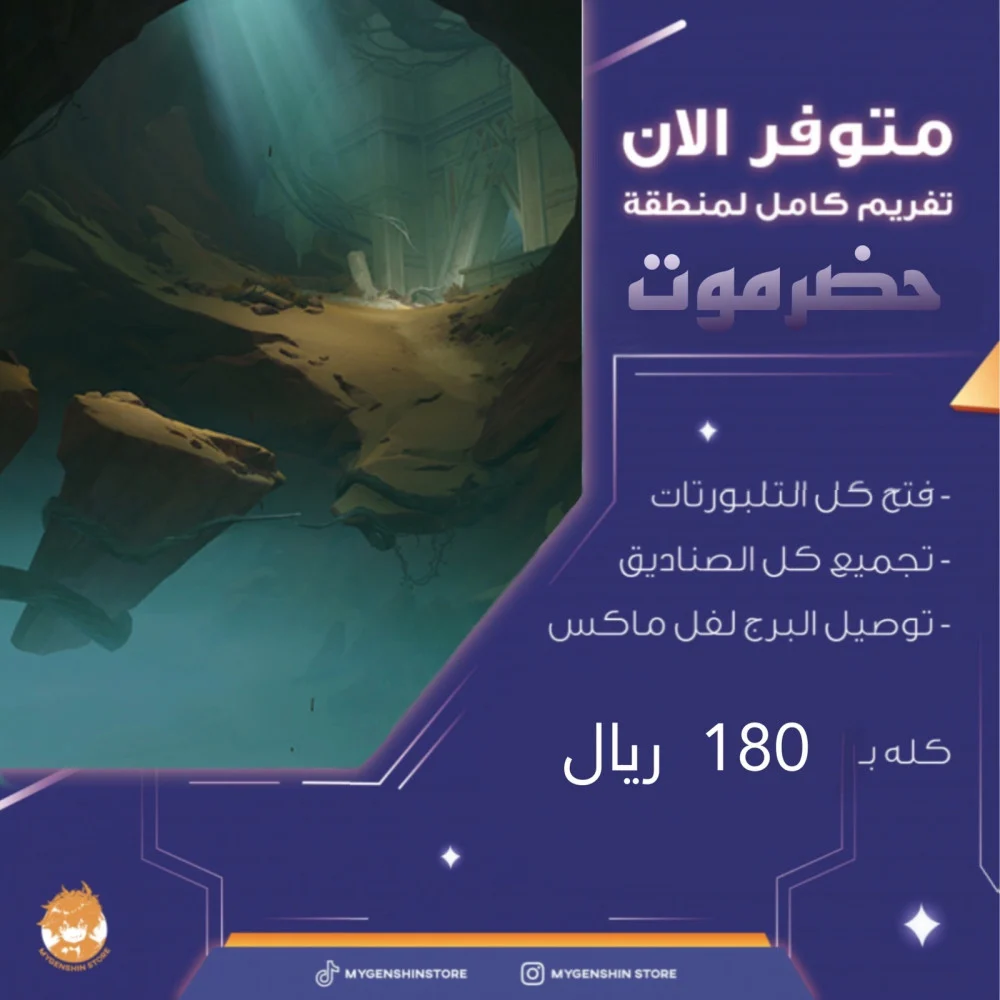 متوفر الان
تفريم كامل لمنطقة
حضرموت
- فتح كل التلبورتات
- تجميع كل الصناديق
- توصيل البرج لفل ماكس
كله بـ 180 ريال
MYGENSHIN STORE
MYGENSHINSTORE
MYGENSHIN STORE